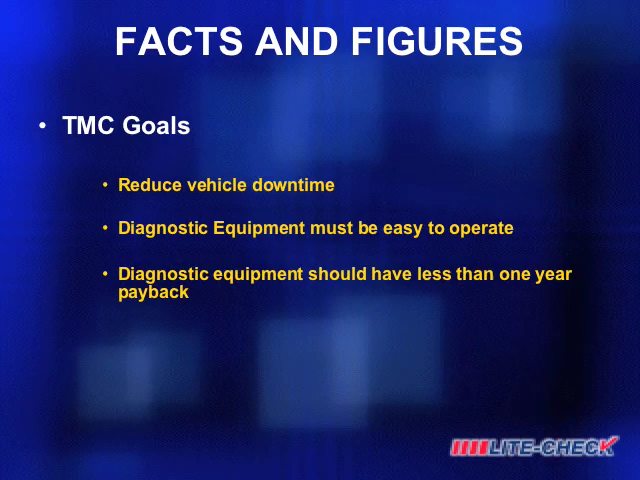 FACTS AND FIGURES
• TMC Goals
• Reduce vehicle downtime
• Diagnostic Equipment must be easy to operate
• Diagnostic equipment should have less than one year
payback
LITE-CHECK